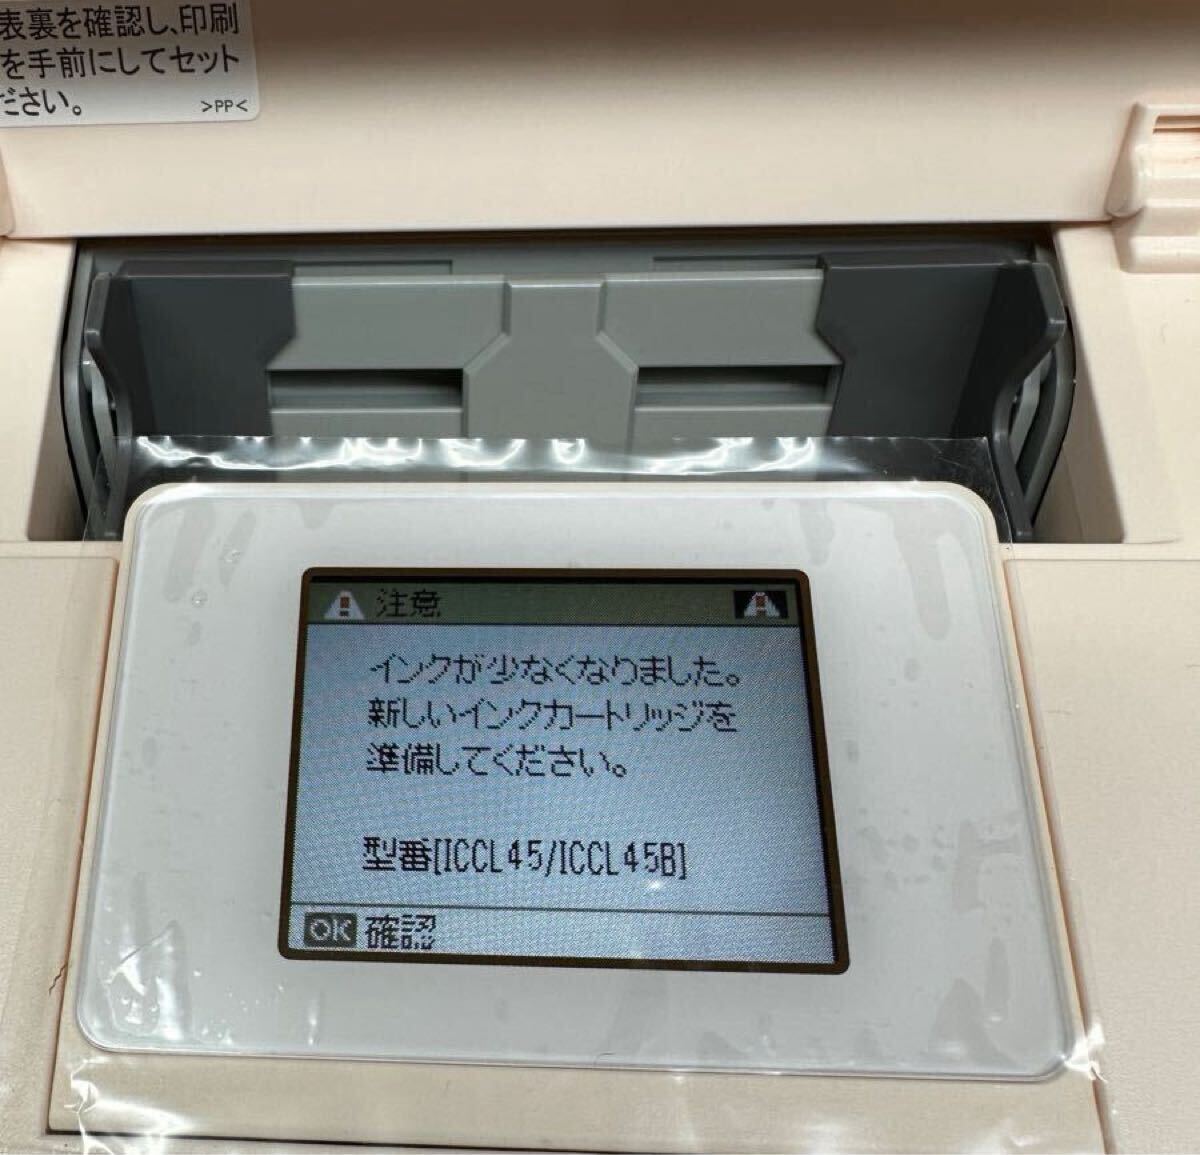 表裏を確認し、印刷
を手前にしてセット
ださい。
>PP<
注意
インクが少なくなりました。
新しいインクカートリッジを
準備してください。
型番[ICCL45/ICCL45B]
OK 確認